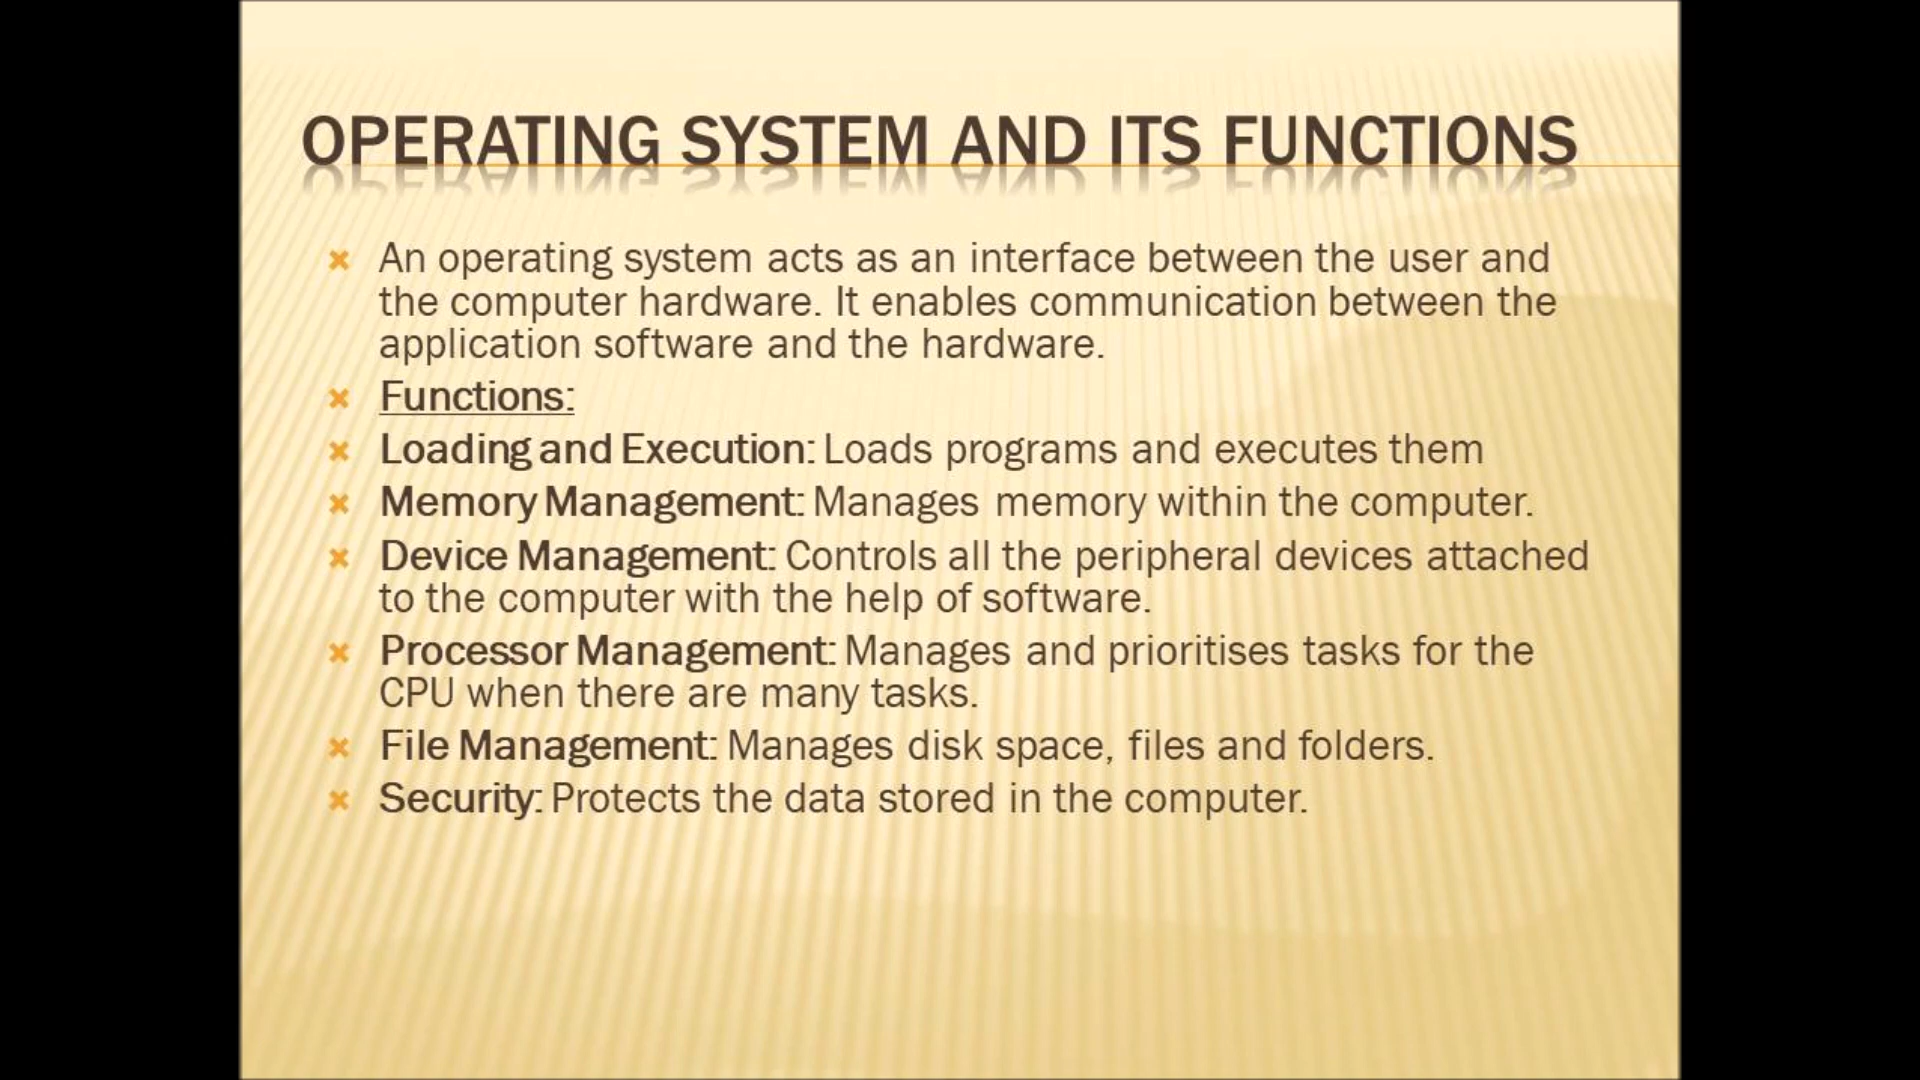 OPERATING SYSTEM AND ITS FUNCTIONS
An operating system acts as an interface between the user and
the computer hardware. It enables communication between the
application software and the hardware.
Functions:
Loading and Execution: Loads programs and executes them
Memory Management: Manages memory within the computer.
Device Management: Controls all the peripheral devices attached
to the computer with the help of software.
Processor Management: Manages and prioritises tasks for the
CPU when there are many tasks.
File Management: Manages disk space, files and folders.
Security: Protects the data stored in the computer.